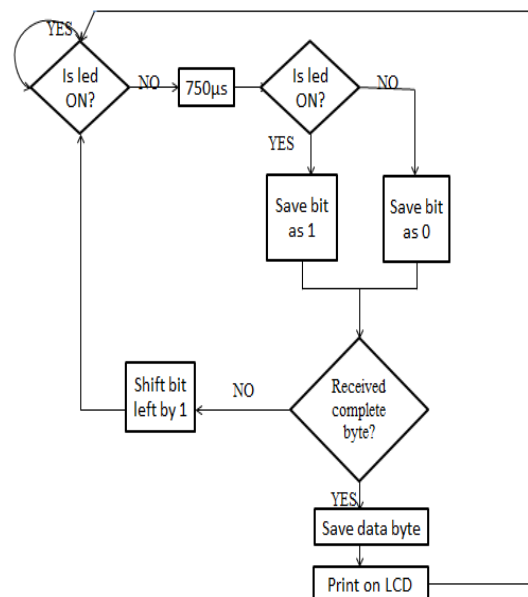 YES
Is led
ON?
NO
750µs
Is led
ON?
NO
YES
Save bit
as 1
Save bit
as 0
Received
complete
byte?
NO
Shift bit
left by 1
YES
Save data byte
Print on LCD